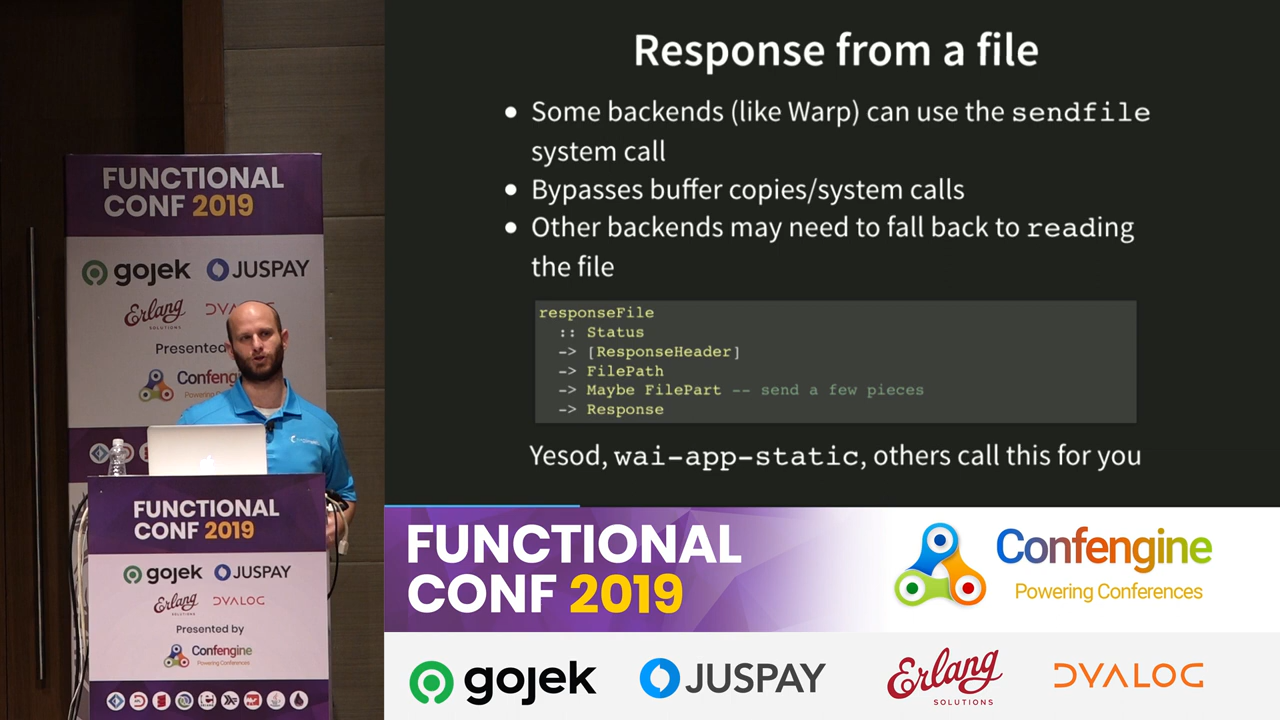 FUNCTIONAL
CONF 2019
gojek JUSPAY
Erlang
SOLUTIONS
Presented
Confengine
FUNCTIONAL
CONF 2019
gojek JUSPAY
Erlang DYALOG
SOLUTIONS
Presented by
Confengine
Powering Conferences
Response from a file
• Some backends (like Warp) can use the sendfile
system call
• Bypasses buffer copies/system calls
• Other backends may need to fall back to reading
the file
responseFile
:: Status
-> [ResponseHeader]
-> FilePath
-> Maybe FilePart -- send a few pieces
-> Response
Yesod, wai-app-static, others call this for you
FUNCTIONAL
CONF 2019
Confengine
Powering Conferences
gojek JUSPAY Erlang DYALOG
SOLUTIONS